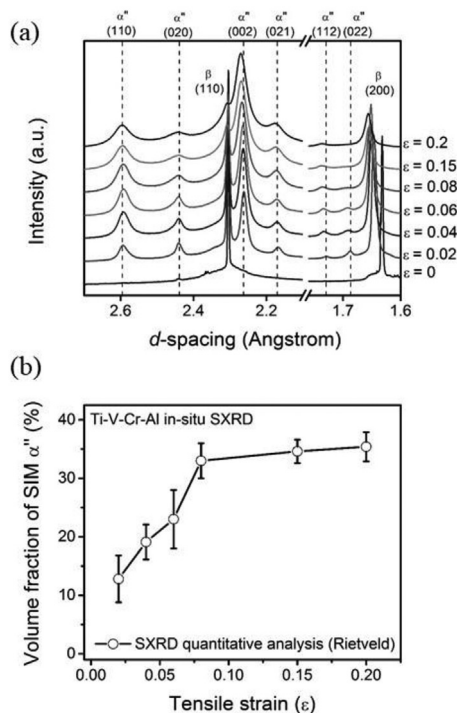 (a)
α" α" α" α" α" α"
(110) (020) (002) (021) (112) (022)
β
(110)
β
(200)
Intensity (a.u.)
ε = 0.2
ε = 0.15
ε = 0.08
ε = 0.06
ε = 0.04
ε = 0.02
ε = 0
2.6 2.4 2.2 1.7 1.6
d-spacing (Angstrom)
(b)
Volume fraction of SIM α" (%)
40
30
20
10
0
Ti-V-Cr-Al in-situ SXRD
SXRD quantitative analysis (Rietveld)
0.00 0.05 0.10 0.15 0.20
Tensile strain (ε)